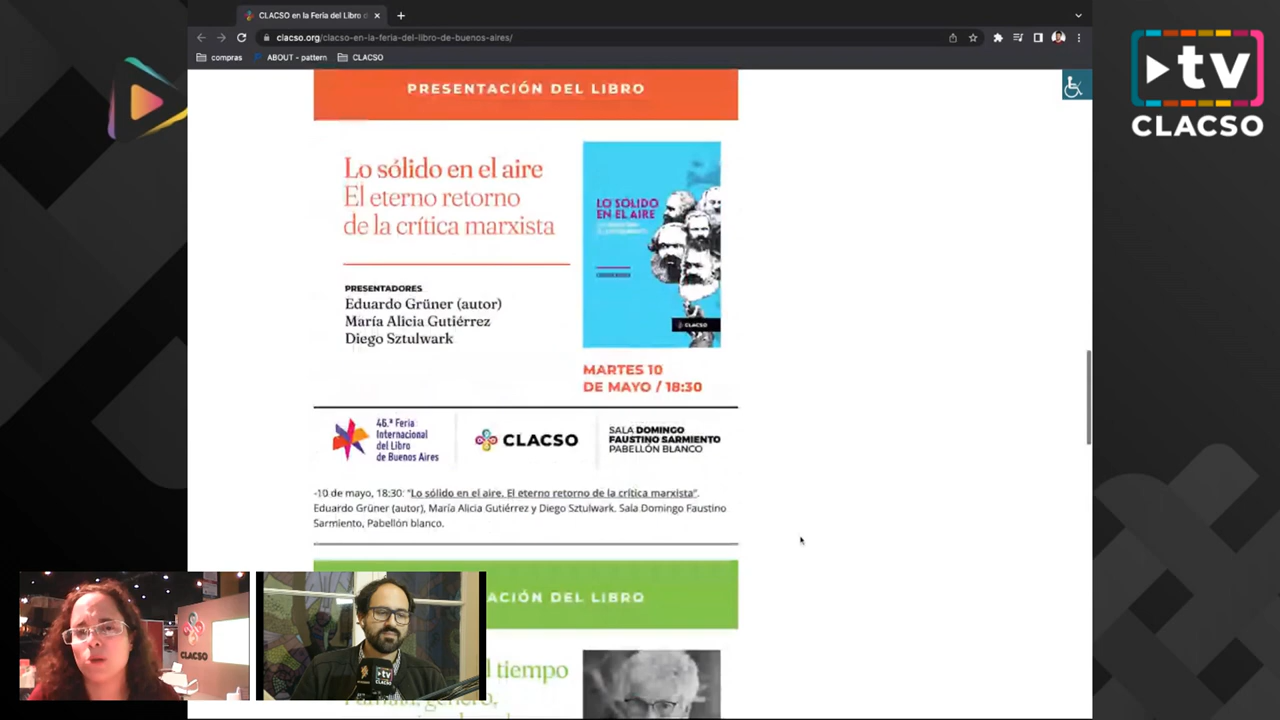 CLACSO en la Feria del Libro d
clacso.org/clacso-en-la-feria-del-libro-de-buenos-aires/
compras
ABOUT - pattern
CLACSO
tv
CLACSO
PRESENTACIÓN DEL LIBRO
Lo sólido en el aire
El eterno retorno
de la crítica marxista
LO SÓLIDO
EN EL AIRE
CLACSO
PRESENTADORES
Eduardo Grüner (autor)
María Alicia Gutiérrez
Diego Sztulwark
MARTES 10
DE MAYO / 18:30
46.ª Feria
Internacional
del Libro
de Buenos Aires
CLACSO
SALA DOMINGO
FAUSTINO SARMIENTO
PABELLÓN BLANCO
-10 de mayo, 18:30: “Lo sólido en el aire. El eterno retorno de la crítica marxista”.
Eduardo Grüner (autor), María Alicia Gutiérrez y Diego Sztulwark. Sala Domingo Faustino
Sarmiento, Pabellón blanco.
ACIÓN DEL LIBRO
l tiempo
género,
CLACSO
tv
CLACSO